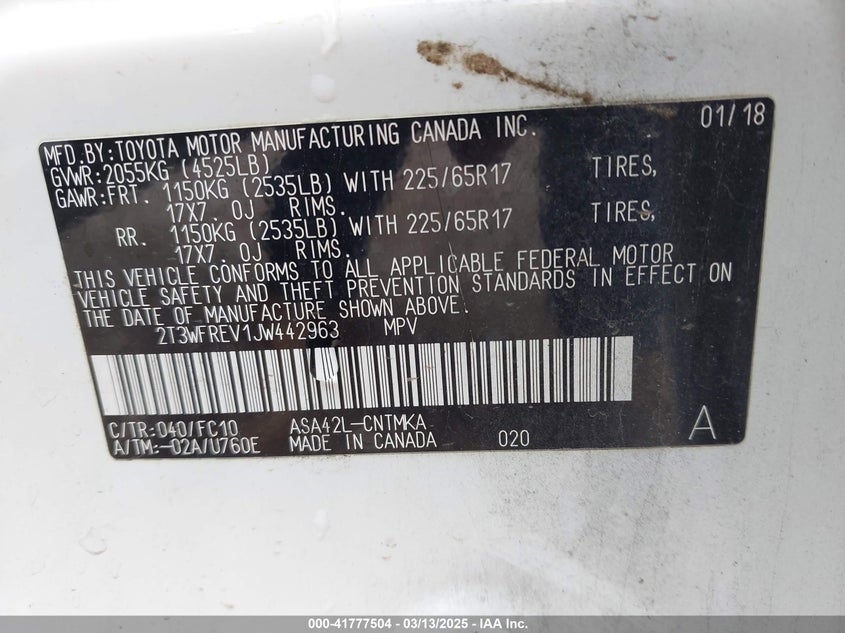 01/18
MFD.BY:TOYOTA MOTOR MANUFACTURING CANADA INC.
GVWR:2055KG (4525LB)
GAWR:FRT. 1150KG (2535LB) WITH 225/65R17 TIRES,
17X7.0J RIMS.
RR. 1150KG (2535LB) WITH 225/65R17 TIRES,
17X7.0J RIMS.
THIS VEHICLE CONFORMS TO ALL APPLICABLE FEDERAL MOTOR
VEHICLE SAFETY AND THEFT PREVENTION STANDARDS IN EFFECT ON
THE DATE OF MANUFACTURE SHOWN ABOVE.
2T3WFREV1JW442963 MPV
C/TR:040/FC10 ASA42L-CNTMKA
A/TM:-02A/U760E MADE IN CANADA 020 A
000-41777504 — 03/13/2025 — IAA Inc.